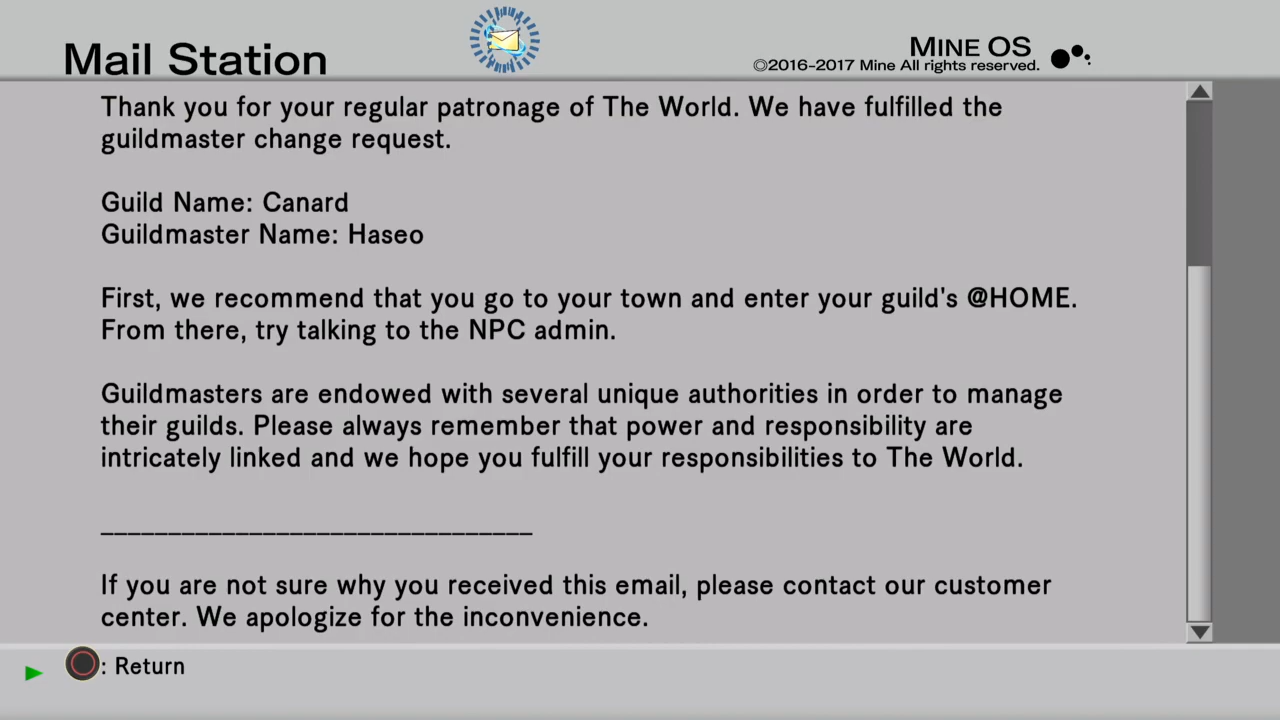 Mail Station
MINE OS
©2016-2017 Mine All rights reserved.
Thank you for your regular patronage of The World. We have fulfilled the
guildmaster change request.
Guild Name: Canard
Guildmaster Name: Haseo
First, we recommend that you go to your town and enter your guild's @HOME.
From there, try talking to the NPC admin.
Guildmasters are endowed with several unique authorities in order to manage
their guilds. Please always remember that power and responsibility are
intricately linked and we hope you fulfill your responsibilities to The World.
________________________________
If you are not sure why you received this email, please contact our customer
center. We apologize for the inconvenience.
: Return